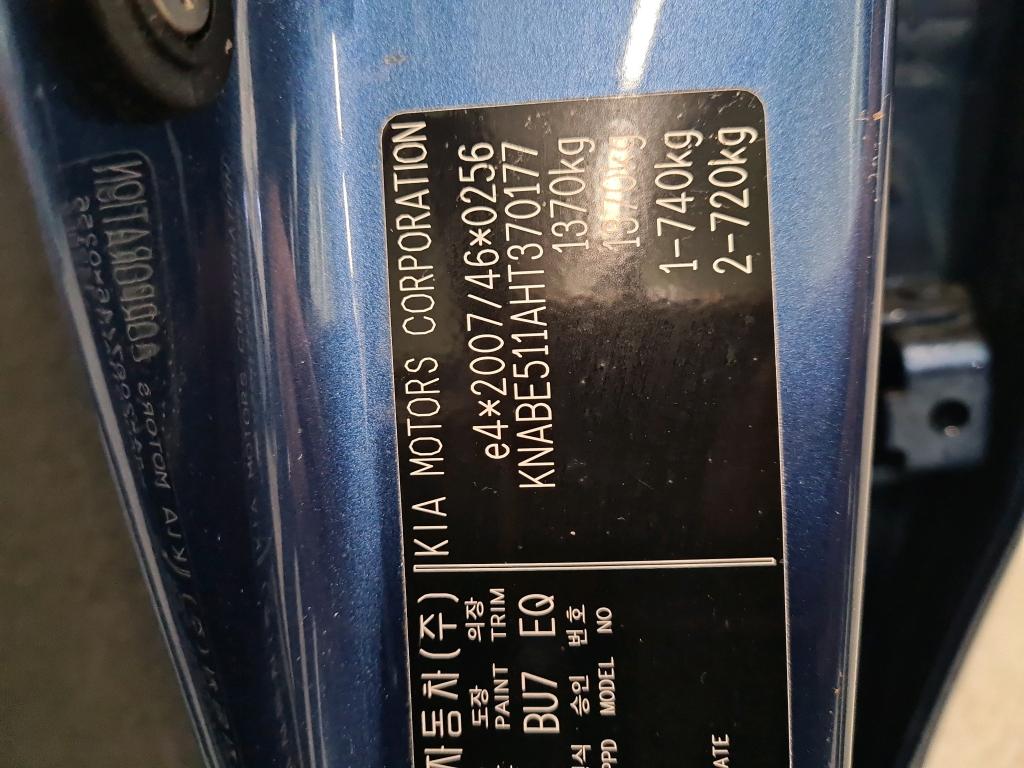 KIA MOTORS CORPORATION
e4*2007/46*0256
KNABE511AHT370177
1370kg
1-740kg
2-720kg
자동차(주)
도장 의장
PAINT TRIM
BU7 EQ
승인 번호
MODEL NO